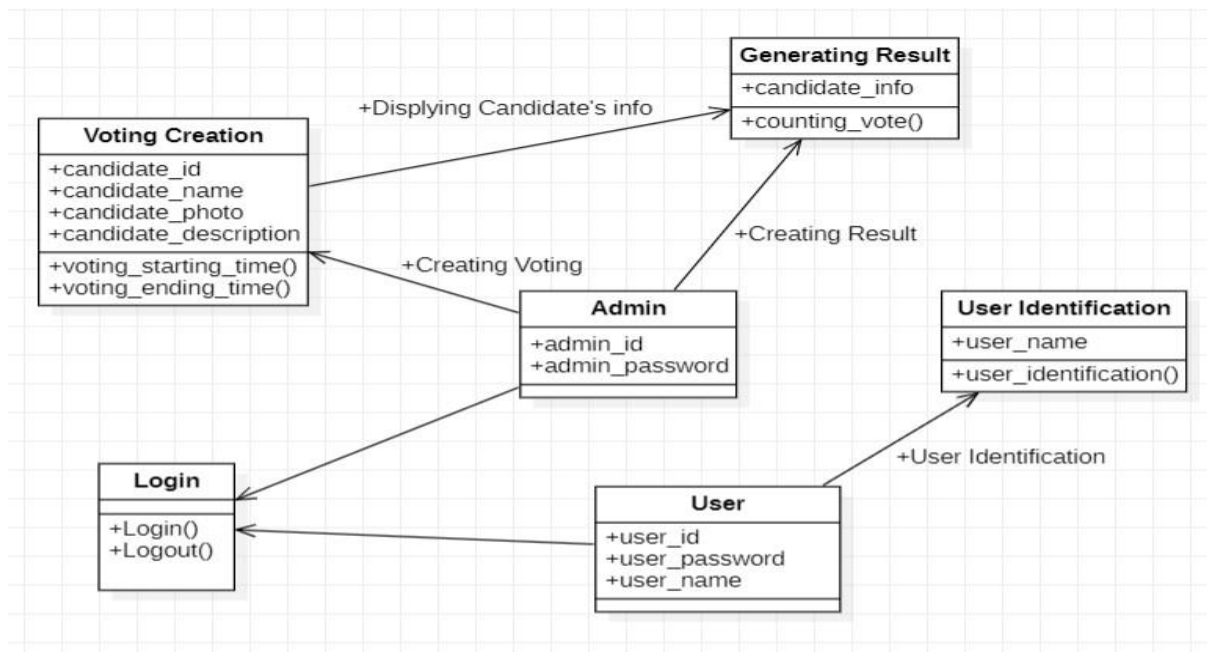 Generating Result
+candidate_info
+counting_vote()
+Displying Candidate's info
Voting Creation
+candidate_id
+candidate_name
+candidate_photo
+candidate_description
+voting_starting_time()
+voting_ending_time()
+Creating Result
+Creating Voting
Admin
+admin_id
+admin_password
User Identification
+user_name
+user_identification()
+User Identification
Login
+Login()
+Logout()
User
+user_id
+user_password
+user_name